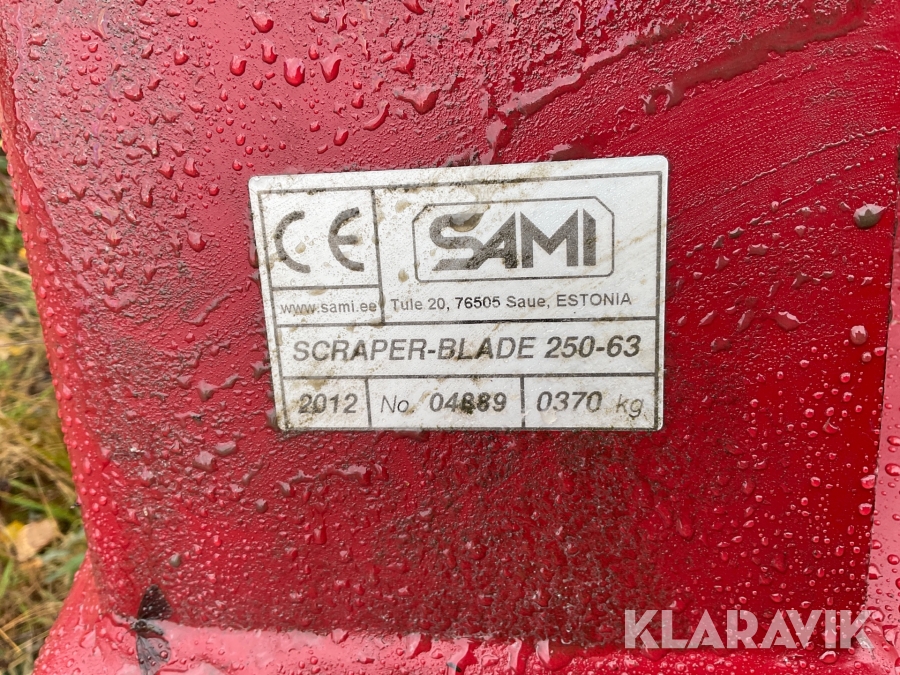 CE
SAMI
www.sami.ee
Tule 20, 76505 Saue, ESTONIA
SCRAPER-BLADE 250-63
2012 No. 04889 0370 kg
KLARAVIK